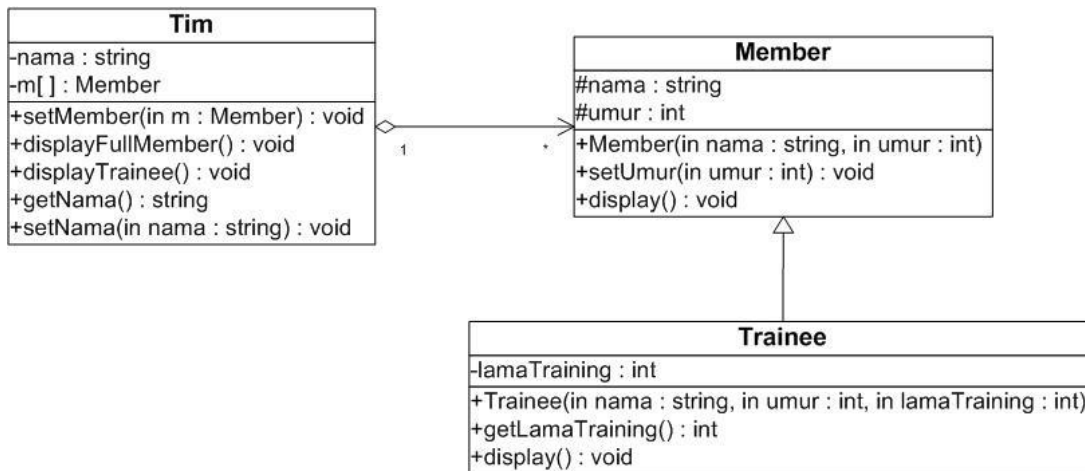 Tim
-nama : string
-m[ ] : Member
+setMember(in m : Member) : void
+displayFullMember() : void
+displayTrainee() : void
+getNama() : string
+setNama(in nama : string) : void
1
*
Member
#nama : string
#umur : int
+Member(in nama : string, in umur : int)
+setUmur(in umur : int) : void
+display() : void
Trainee
-lamaTraining : int
+Trainee(in nama : string, in umur : int, in lamaTraining : int)
+getLamaTraining() : int
+display() : void